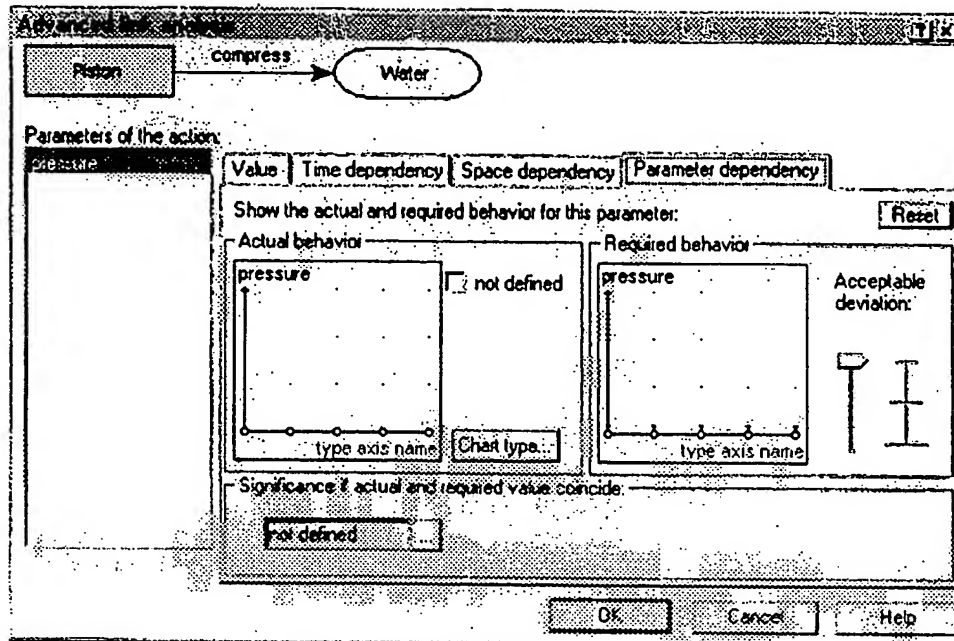 Advanced link analysis
Piston
compress
Water
Parameters of the action:
pressure
Value
Time dependency
Space dependency
Parameter dependency
Show the actual and required behavior for this parameter:
Reset
Actual behavior
pressure
not defined
type axis name
Chart type...
Required behavior
pressure
type axis name
Acceptable
deviation:
Significance if actual and required value coincide:
not defined
...
OK
Cancel
Help